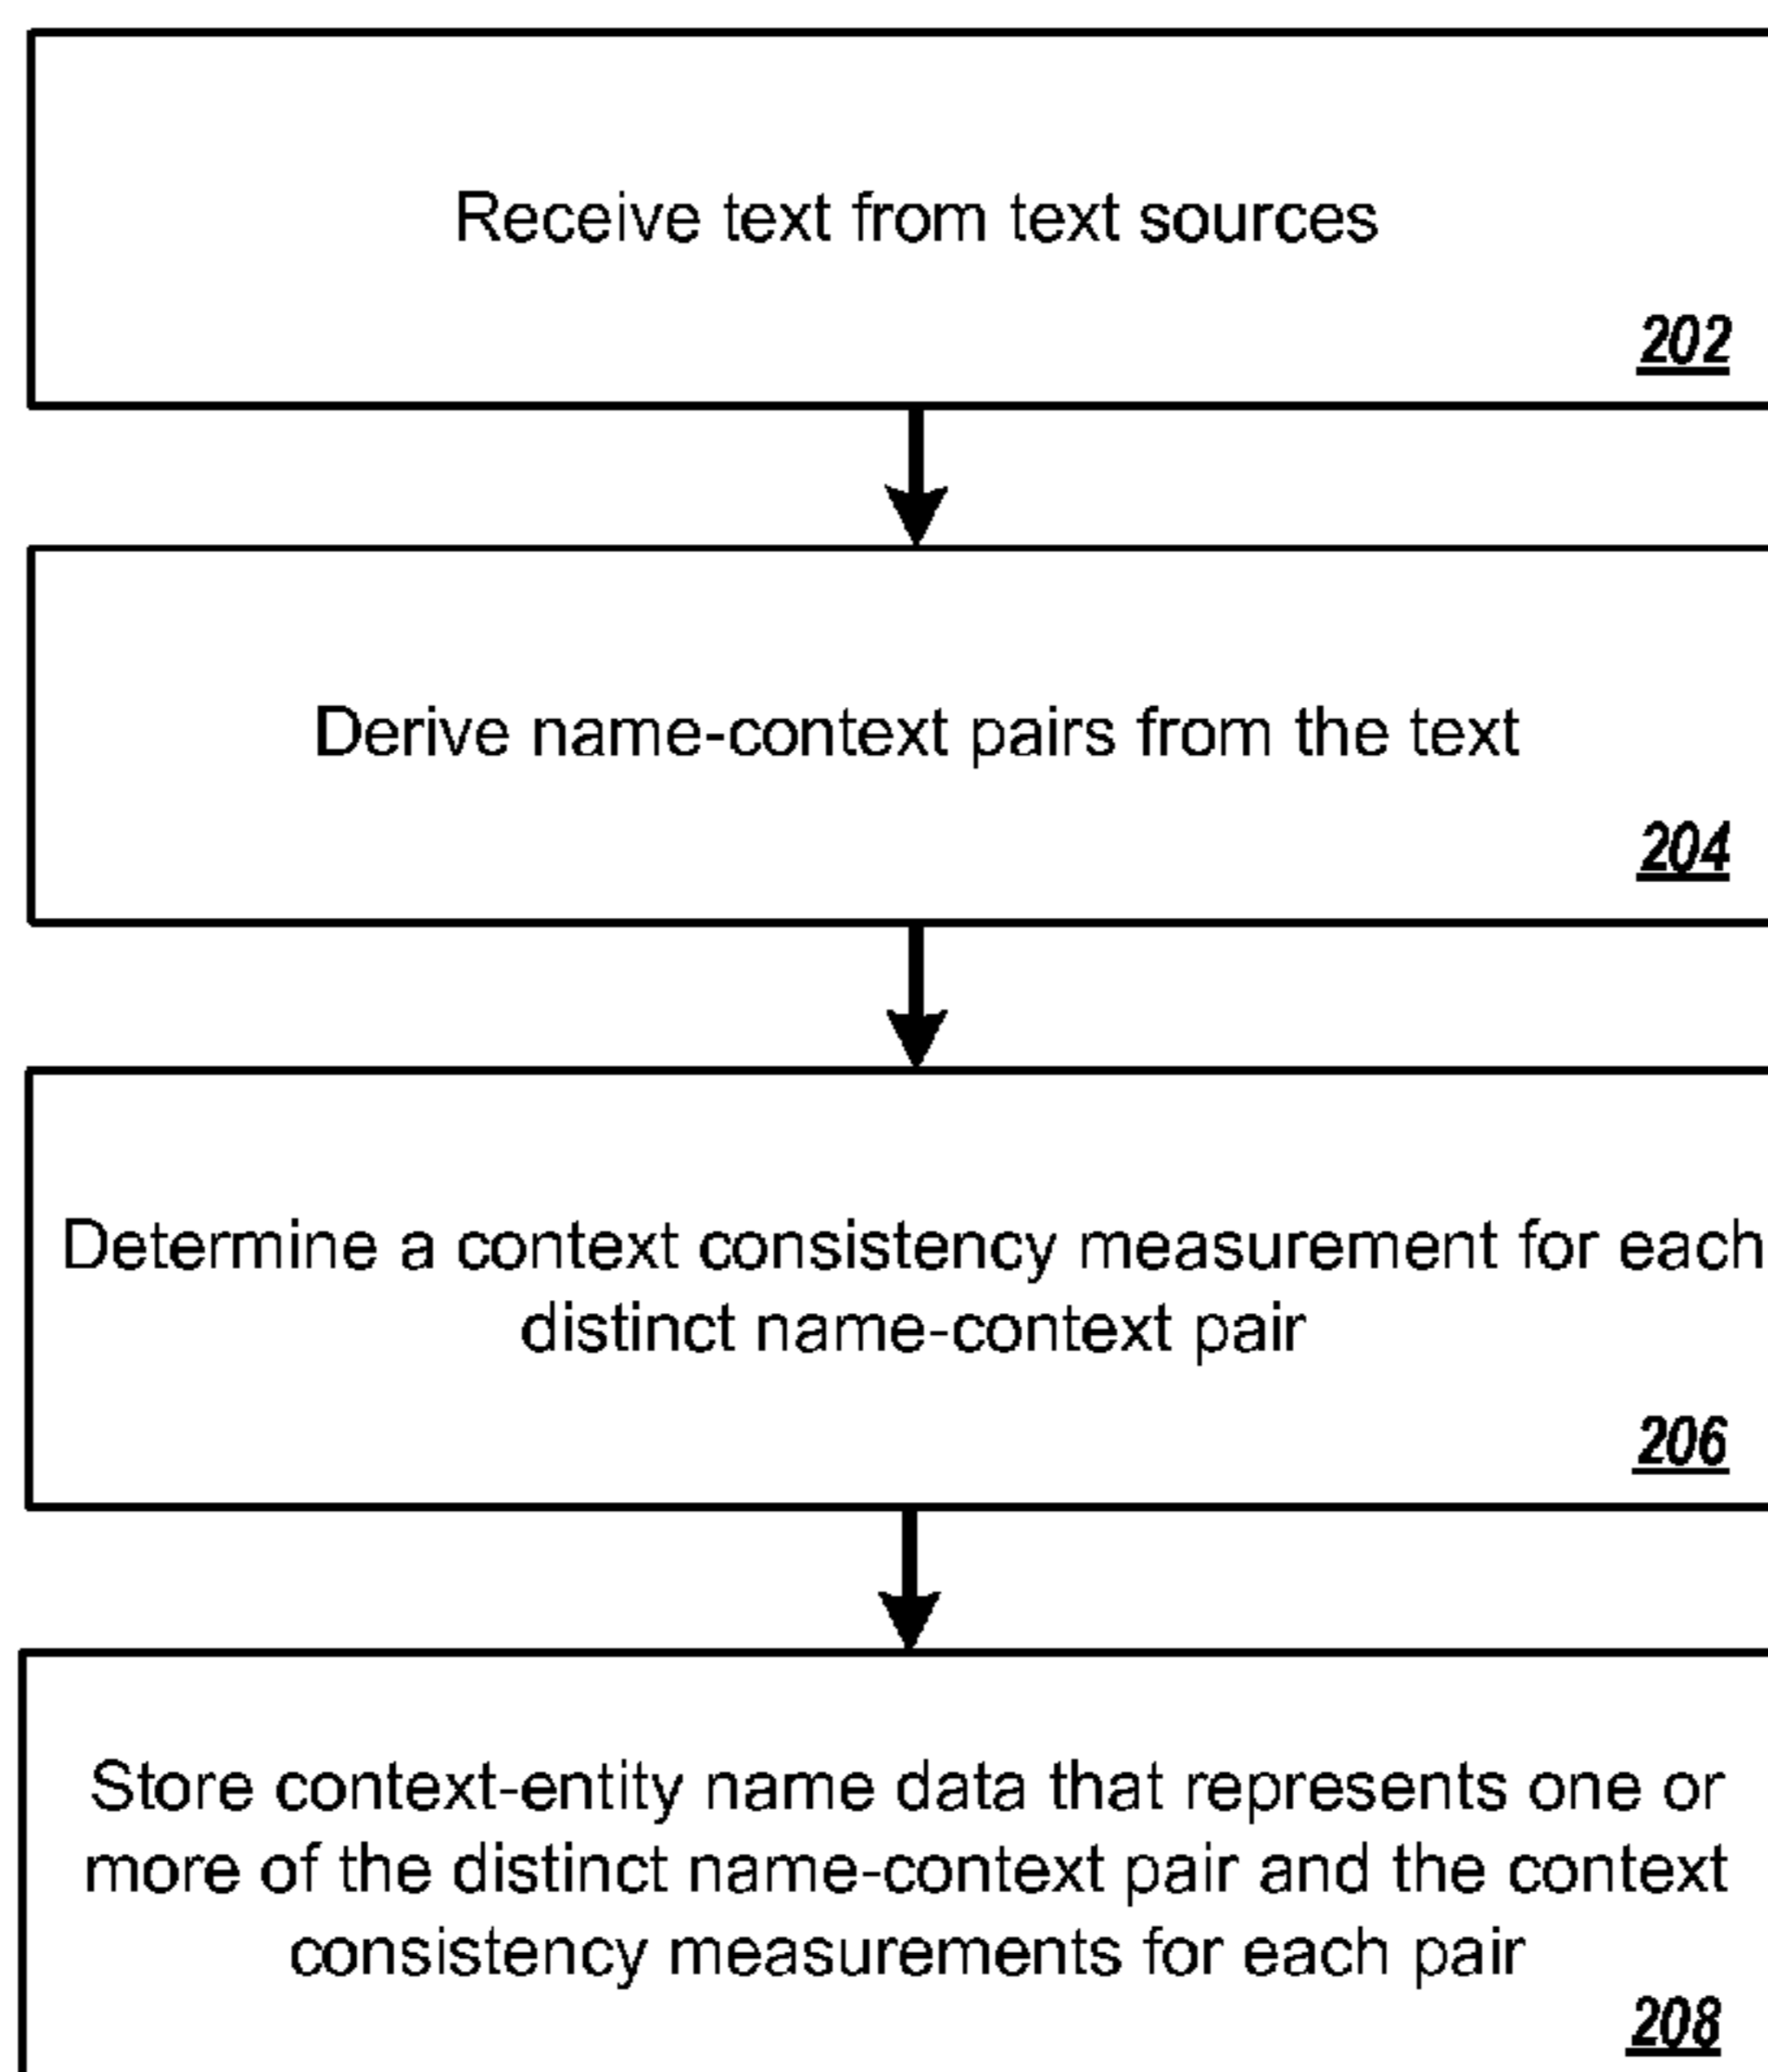 Receive text from text sources
202
Derive name-context pairs from the text
204
Determine a context consistency measurement for each
distinct name-context pair
206
Store context-entity name data that represents one or
more of the distinct name-context pair and the context
consistency measurements for each pair
208